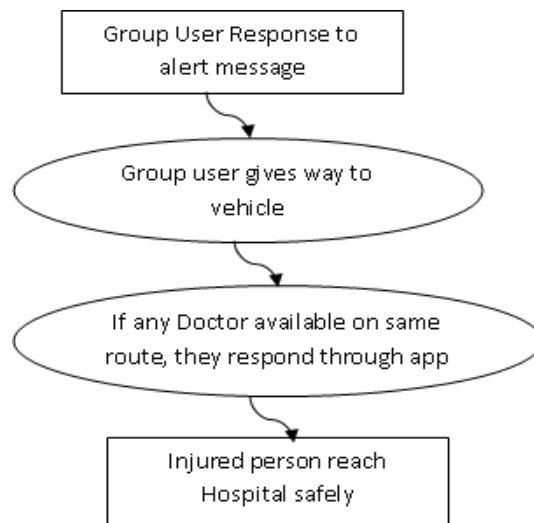 Group User Response to
alert message
Group user gives way to
vehicle
If any Doctor available on same
route, they respond through app
Injured person reach
Hospital safely